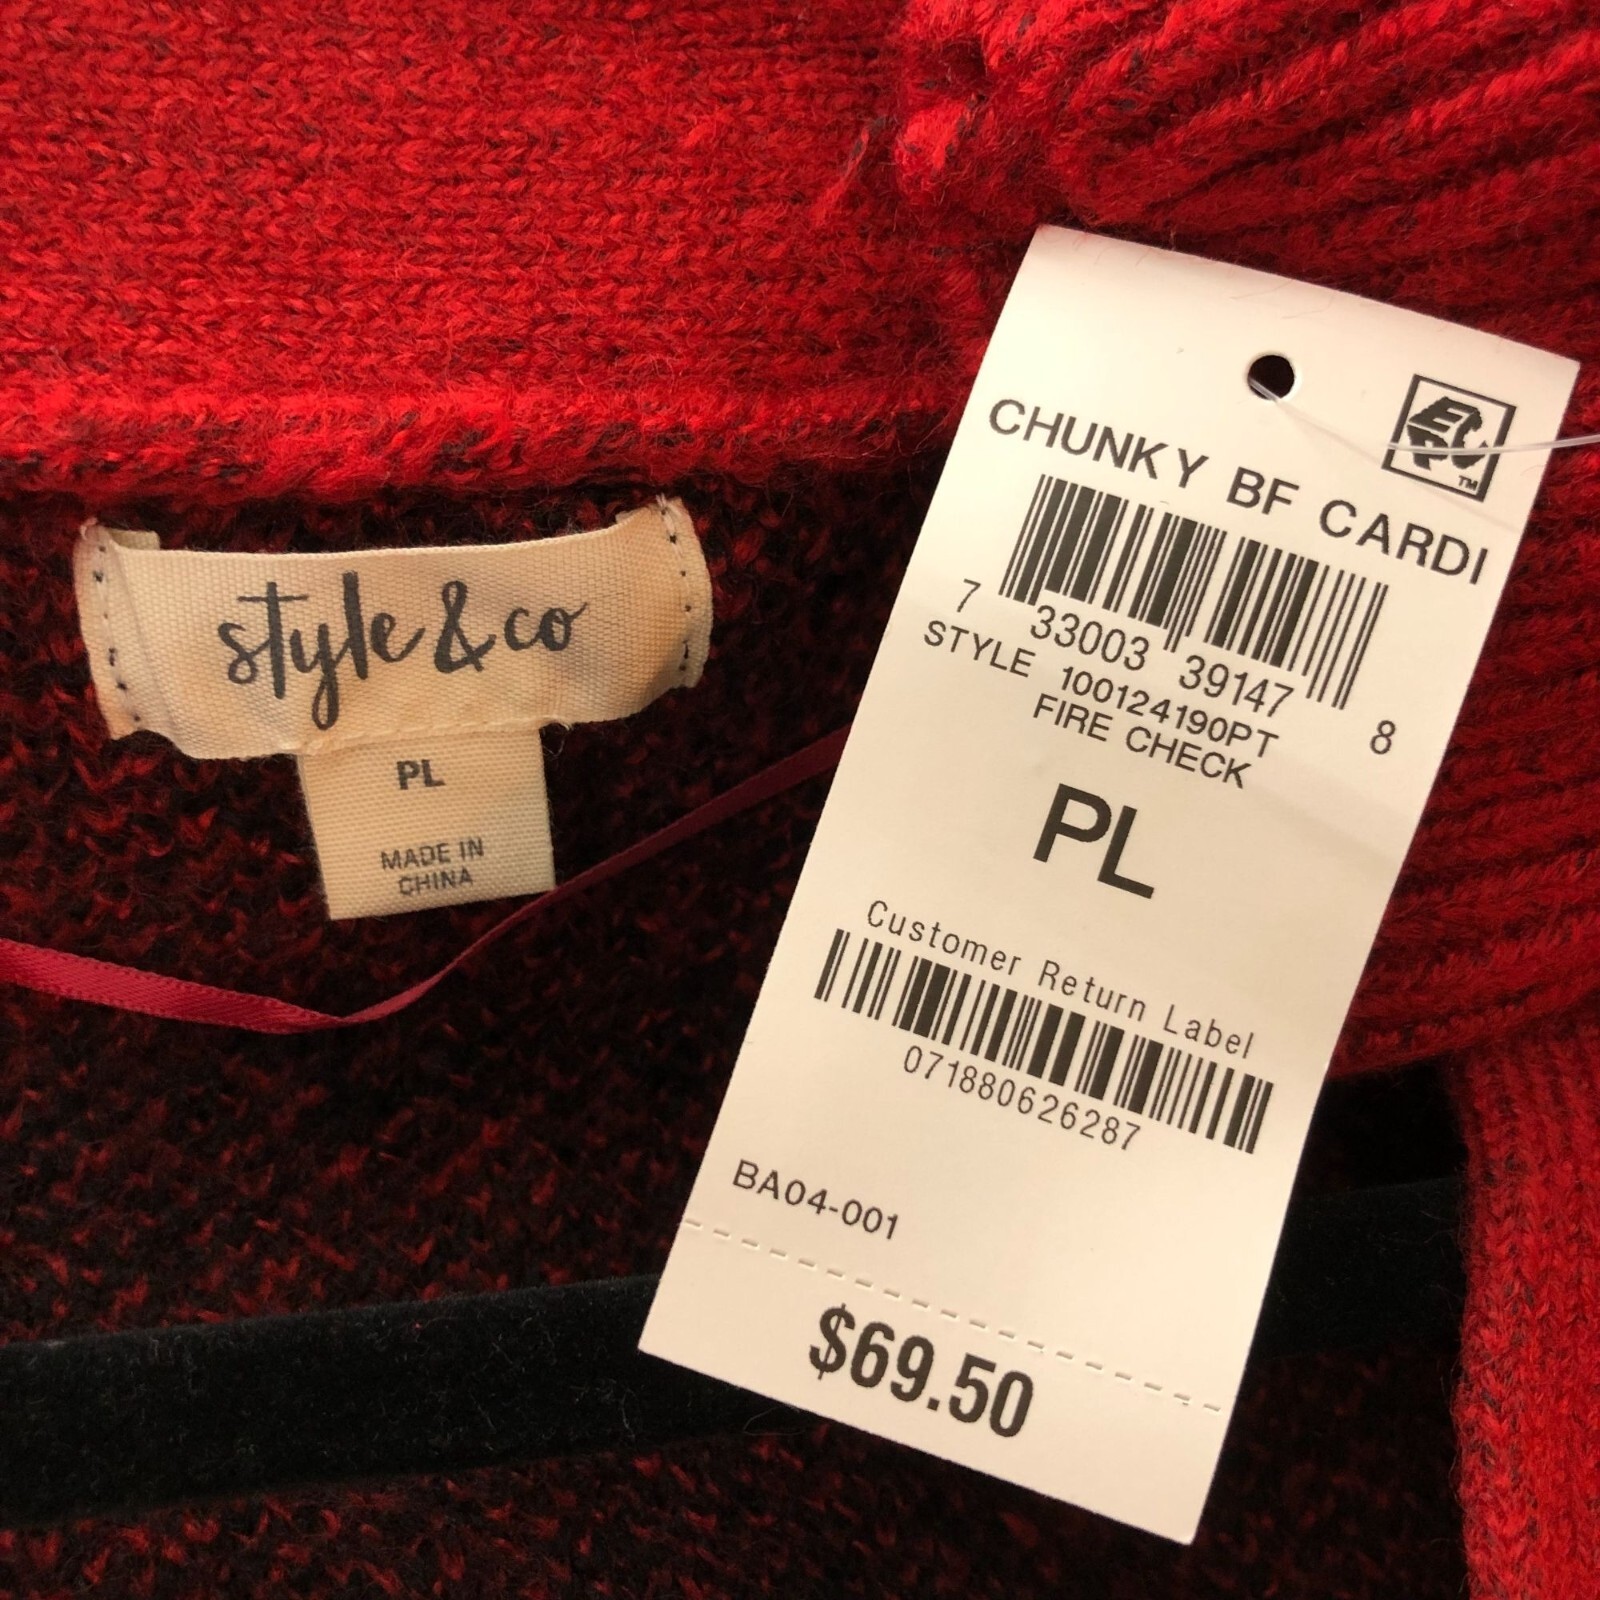 style & co
PL
MADE IN
CHINA
TM
CHUNKY BF CARDI
7 33003 39147 8
STYLE 100124190PT
FIRE CHECK
PL
Customer Return Label
071880626287
BA04-001
$69.50